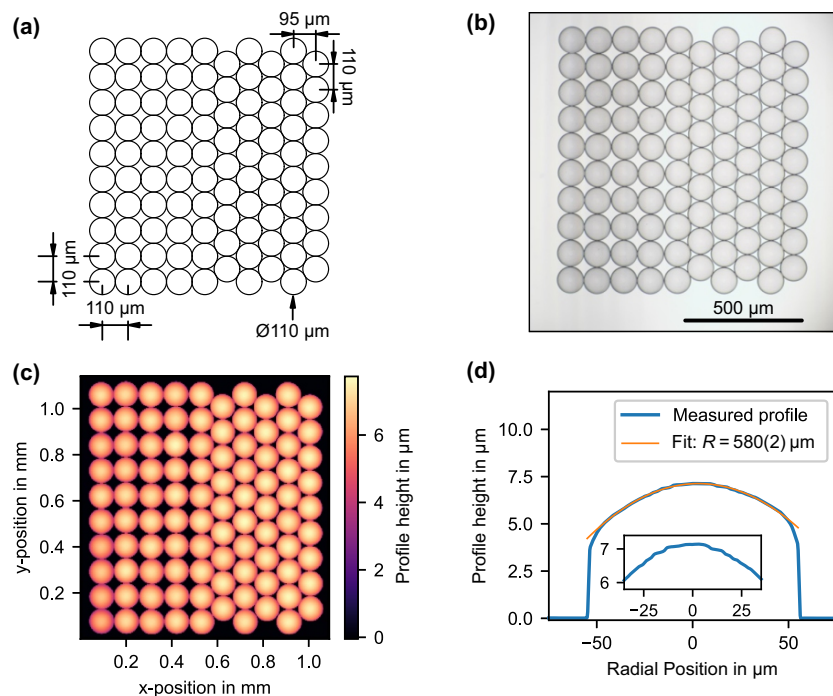 (a)
95 µm
110 µm
110 µm
110 µm
Ø110 µm
(b)
500 µm
(c)
1.0
0.8
0.6
0.4
0.2
y-position in mm
0.2 0.4 0.6 0.8 1.0
x-position in mm
6
4
2
0
Profile height in µm
(d)
Measured profile
Fit: R = 580(2) µm
10.0
7.5
5.0
2.5
0.0
Profile height in µm
7
6
−25 0 25
−50 0 50
Radial Position in µm